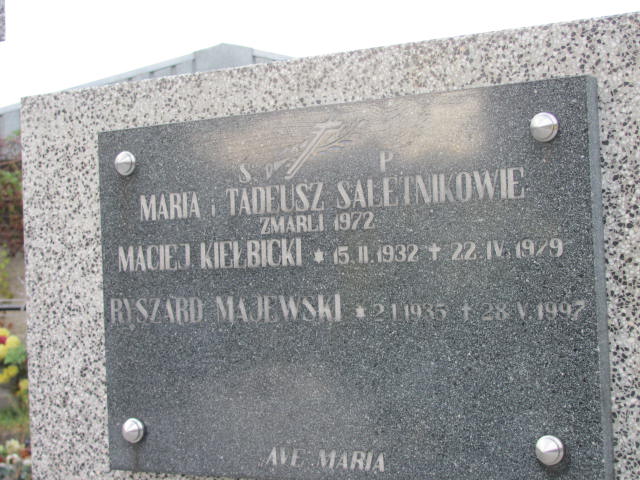 Ś P
MARIA i TADEUSZ SALETNIKOWIE
ZMARLI 1972
MACIEJ KIEŁBICKI * 15.II.1932 + 22.IV.1979
RYSZARD MAJEWSKI * 2.I.1935 + 28.V.1997
AVE MARIA